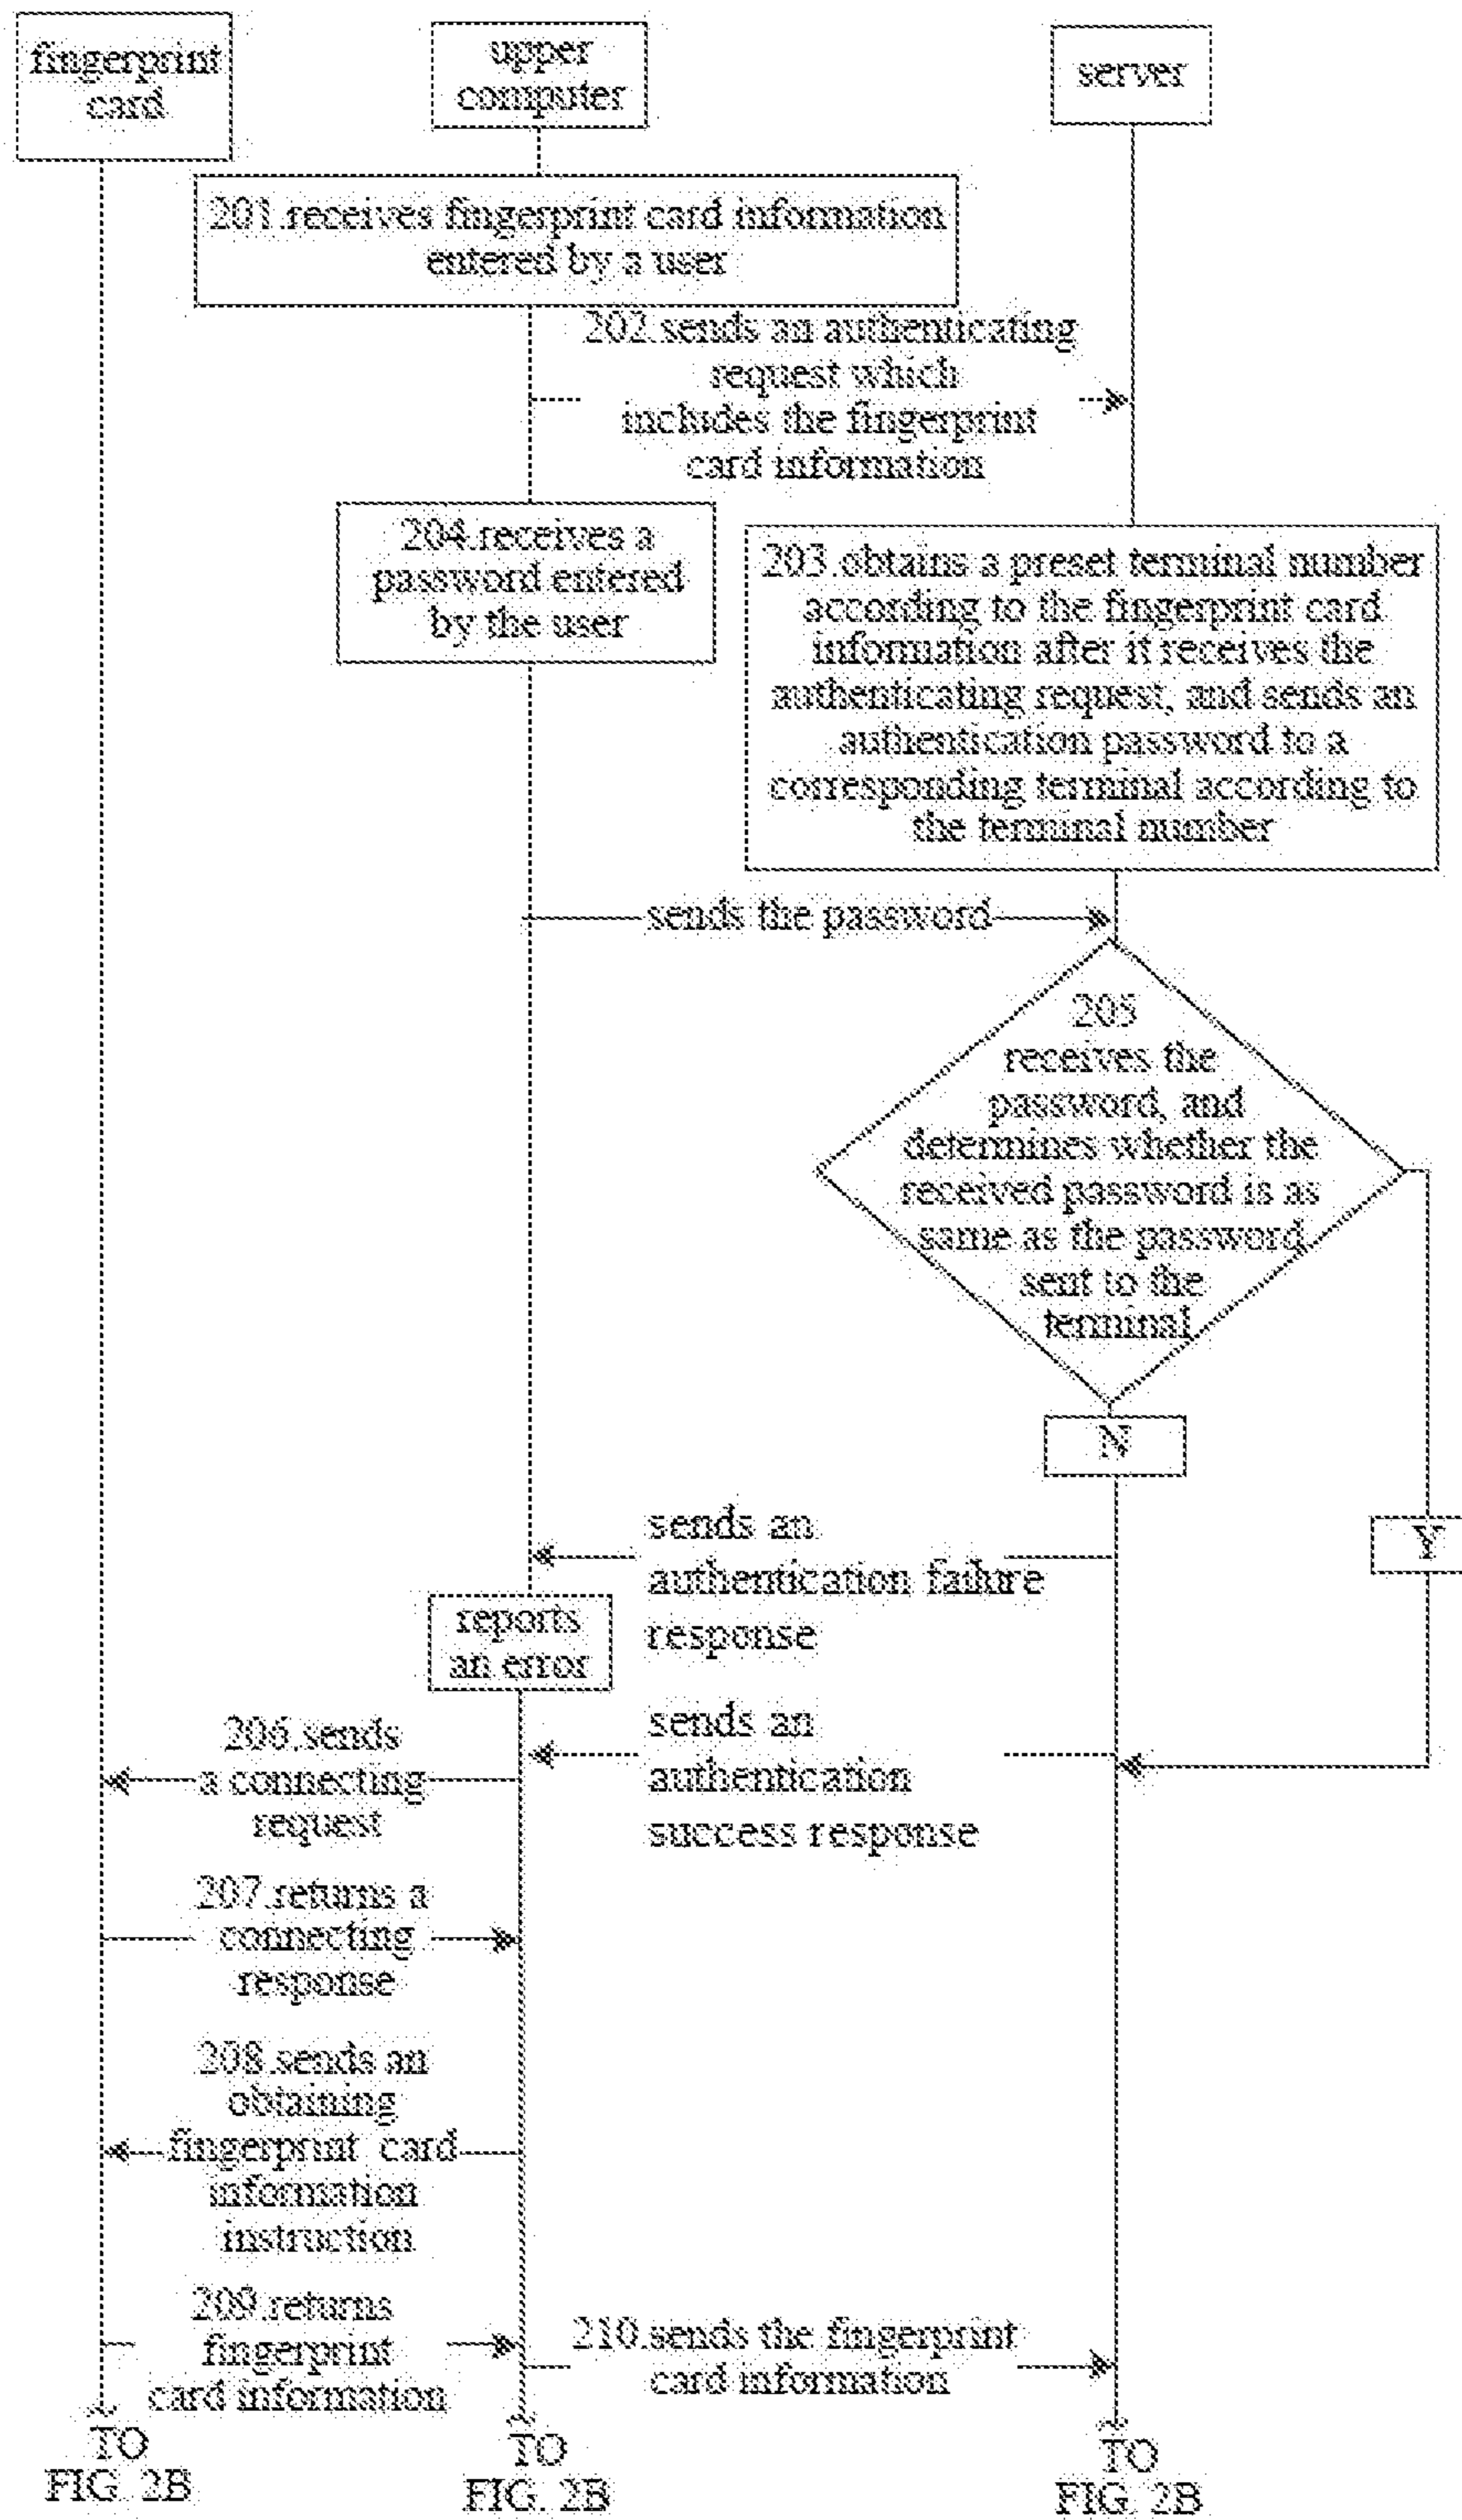 fingerprint
card
upper
computer
server
201.receives fingerprint card information
entered by a user
202.sends an authenticating
request which
includes the fingerprint
card information
204.receives a
password entered
by the user
203.obtains a preset terminal number
according to the fingerprint card
information after it receives the
authenticating request, and sends an
authentication password to a
corresponding terminal according to
the terminal number
sends the password
205
receives the
password, and
determines whether the
received password is as
same as the password
sent to the
terminal
N
Y
sends an
authentication failure
response
reports
an error
sends an
authentication
success response
206.sends
a connecting
request
207.returns a
connecting
response
208.sends an
obtaining
fingerprint card
information
instruction
209.returns
fingerprint
card information
210.sends the fingerprint
card information
TO
FIG. 2B
TO
FIG. 2B
TO
FIG. 2B